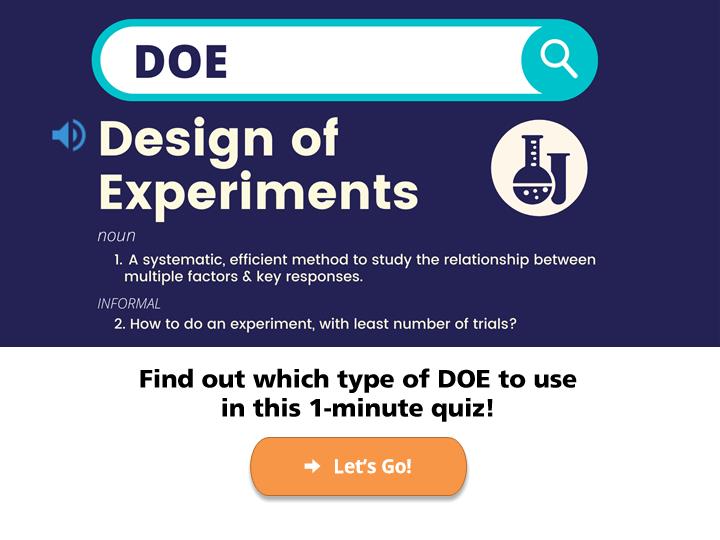 DOE
Design of
Experiments
noun
1. A systematic, efficient method to study the relationship between
multiple factors & key responses.
INFORMAL
2. How to do an experiment, with least number of trials?
Find out which type of DOE to use
in this 1-minute quiz!
Let's Go!